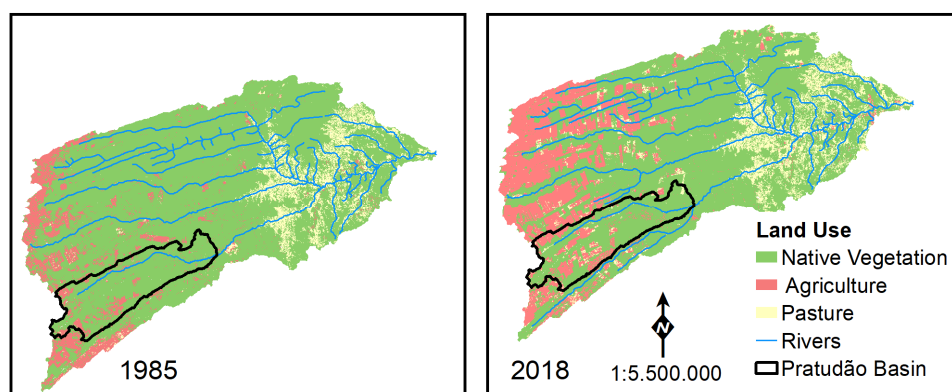 1985
2018
N
1:5.500.000
Land Use
Native Vegetation
Agriculture
Pasture
Rivers
Pratudão Basin